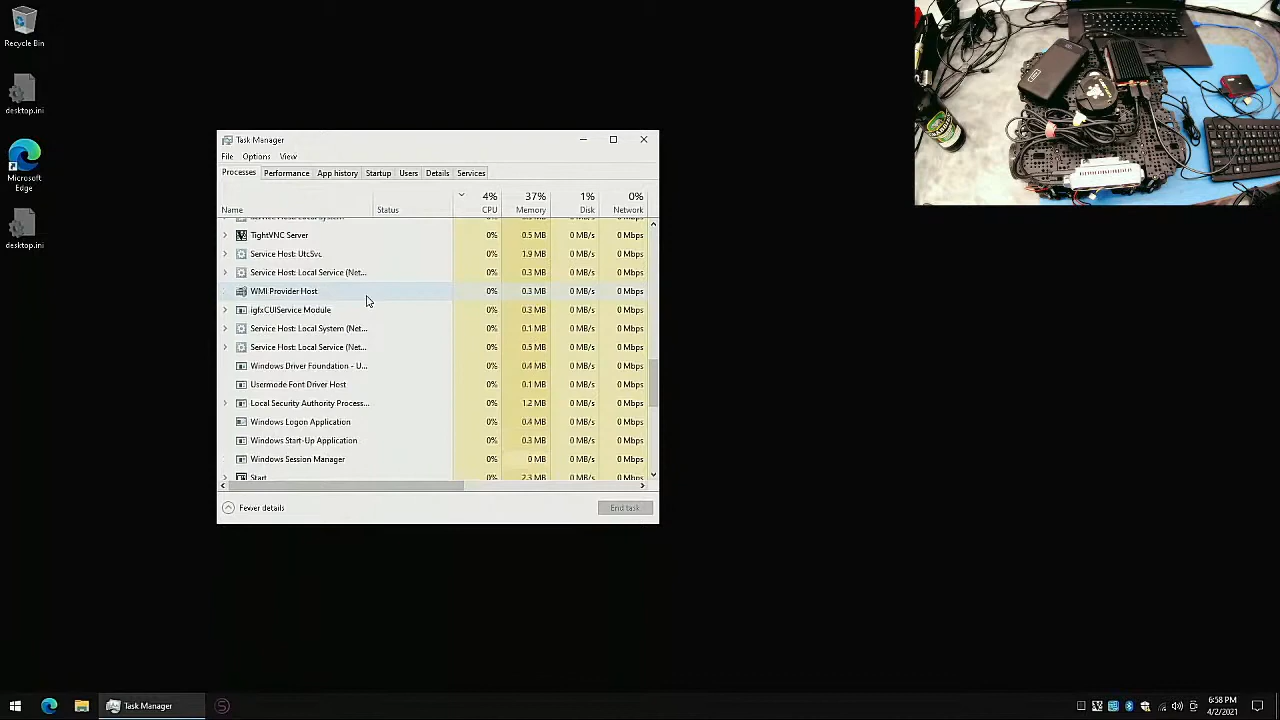 Recycle Bin
desktop.ini
Microsoft
Edge
desktop.ini
Task Manager
File Options View
Processes Performance App history Startup Users Details Services
4% 37% 1% 0%
Name Status CPU Memory Disk Network
TightVNC Server 0% 0.5 MB 0 MB/s 0 Mbps
Service Host: UtcSvc 0% 1.9 MB 0 MB/s 0 Mbps
Service Host: Local Service (Net... 0% 0.3 MB 0 MB/s 0 Mbps
WMI Provider Host 0% 0.3 MB 0 MB/s 0 Mbps
igfxCUIService Module 0% 0.3 MB 0 MB/s 0 Mbps
Service Host: Local System (Net... 0% 0.1 MB 0 MB/s 0 Mbps
Service Host: Local Service (Net... 0% 0.5 MB 0 MB/s 0 Mbps
Windows Driver Foundation - U... 0% 0.4 MB 0 MB/s 0 Mbps
Usermode Font Driver Host 0% 0.1 MB 0 MB/s 0 Mbps
Local Security Authority Process... 0% 1.2 MB 0 MB/s 0 Mbps
Windows Logon Application 0% 0.4 MB 0 MB/s 0 Mbps
Windows Start-Up Application 0% 0.3 MB 0 MB/s 0 Mbps
Windows Session Manager 0% 0 MB 0 MB/s 0 Mbps
Start 0% 2.3 MB 0 MB/s 0 Mbps
Fewer details End task
Task Manager
6:58 PM
4/2/2021